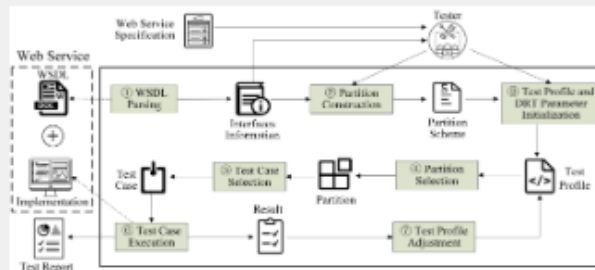 Web Service
Specification
Tester
Web Service
WSDL
① WSDL
Parsing
Interface
Information
② Partition
Construction
Partition
Scheme
③ Test Profile and
DRT Parameter
Initialization
Test
Case
⑤ Test Case
Selection
Partition
④ Partition
Selection
Test
Profile
Implementation
⑥ Test Case
Execution
Result
⑦ Test Profile
Adjustment
Test Report